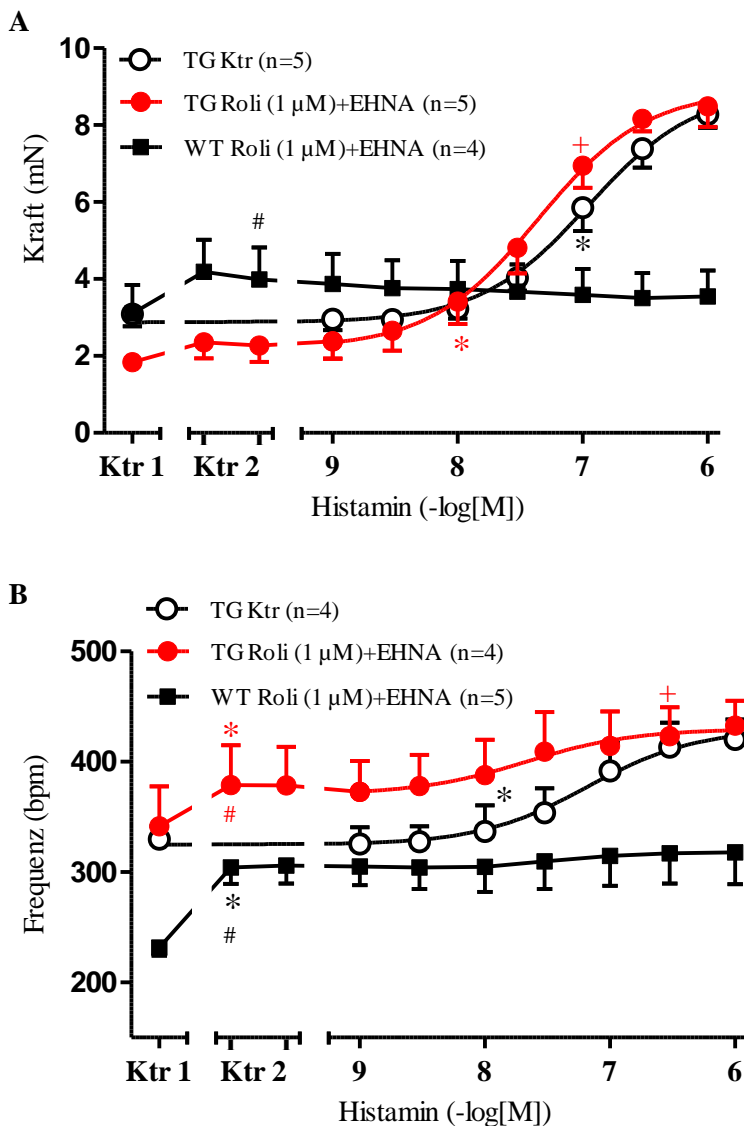 A
10
8
6
4
2
0
Kraft (mN)
TG Ktr (n=5)
TG Roli (1 µM)+EHNA (n=5)
WT Roli (1 µM)+EHNA (n=4)
#
+
*
*
Ktr 1
Ktr 2
9
8
7
6
Histamin (-log[M])
B
500
400
300
200
Frequenz (bpm)
TG Ktr (n=4)
TG Roli (1 µM)+EHNA (n=4)
WT Roli (1 µM)+EHNA (n=5)
+
*
#
*
*
#
Ktr 1
Ktr 2
9
8
7
6
Histamin (-log[M])